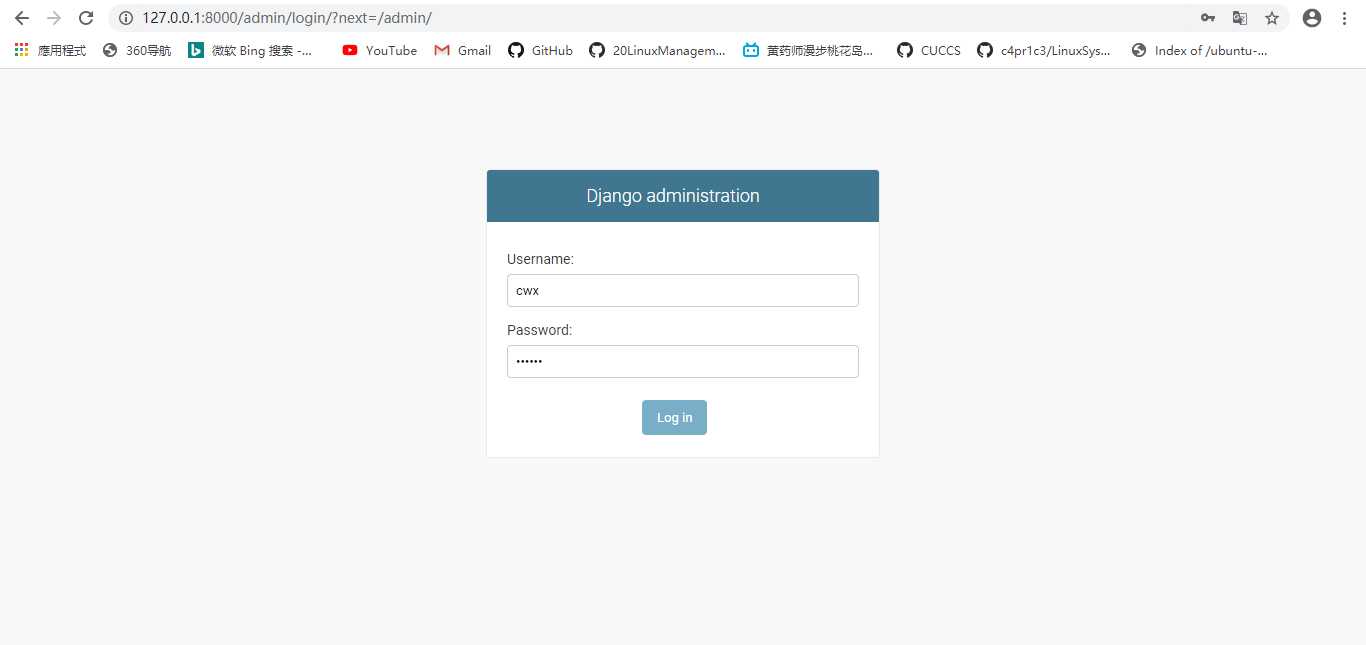 127.0.0.1:8000/admin/login/?next=/admin/
應用程式 360导航 微软 Bing 搜索 -... YouTube Gmail GitHub 20LinuxManagem... 黄药师漫步桃花岛... CUCCS c4pr1c3/LinuxSys... Index of /ubuntu-...
Django administration
Username:
cwx
Password:
••••••
Log in